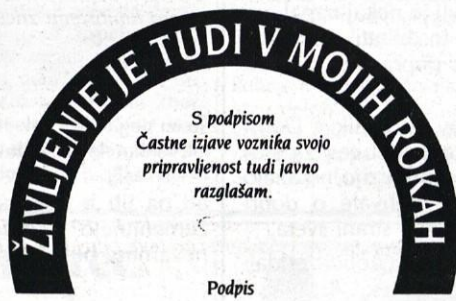 ŽIVLJENJE JE TUDI V MOJIH ROKAH
S podpisom
Častne izjave voznika svojo
pripravljenost tudi javno
razglašam.
Podpis